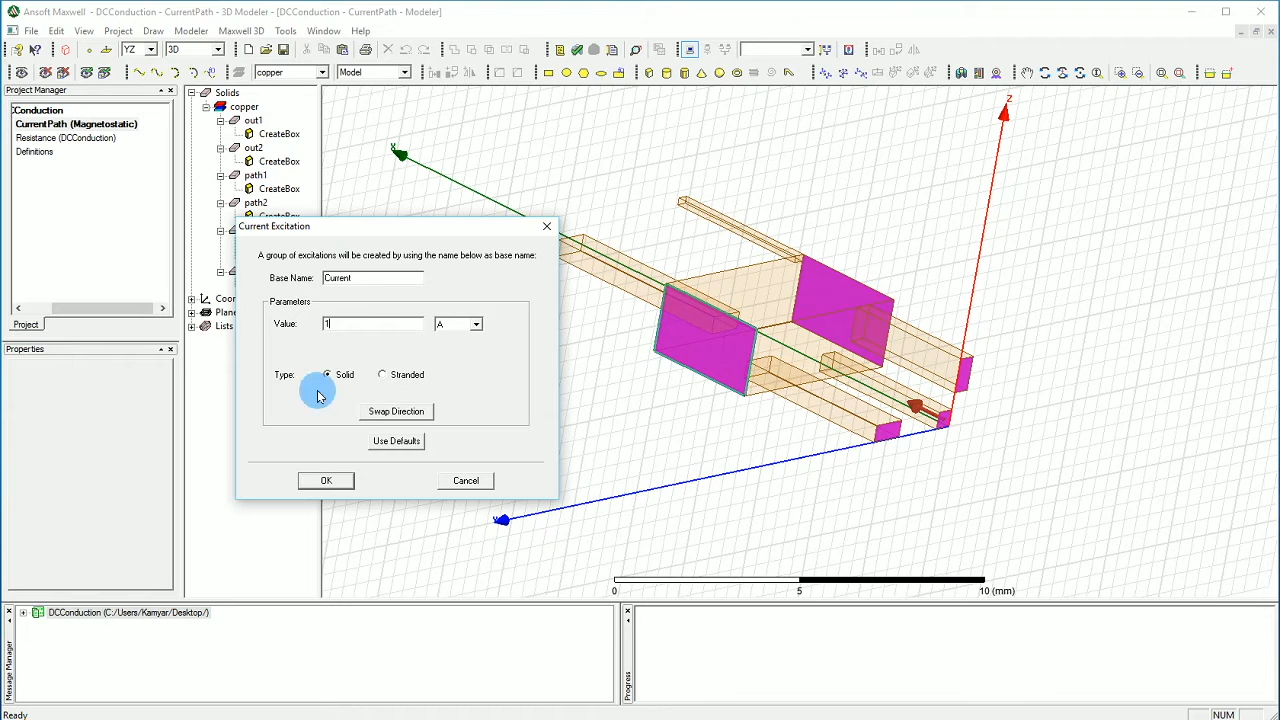 Ansoft Maxwell - DCConduction - CurrentPath - 3D Modeler - [DCConduction - CurrentPath - Modeler]
File Edit View Project Draw Modeler Maxwell 3D Tools Window Help
YZ 3D
copper Model
Project Manager
Conduction
CurrentPath (Magnetostatic)
Resistance (DCConduction)
Definitions
Project
Properties
Solids
copper
out1
CreateBox
out2
CreateBox
path1
CreateBox
path2
CreateBox
Coor
Plane
Lists
Current Excitation
A group of excitations will be created by using the name below as base name:
Base Name: Current
Parameters
Value: 1 A
Type: Solid Stranded
Swap Direction
Use Defaults
OK Cancel
Z
0 5 10 (mm)
Message Manager
DCConduction (C:/Users/Kamyar/Desktop/)
Progress
Ready NUM